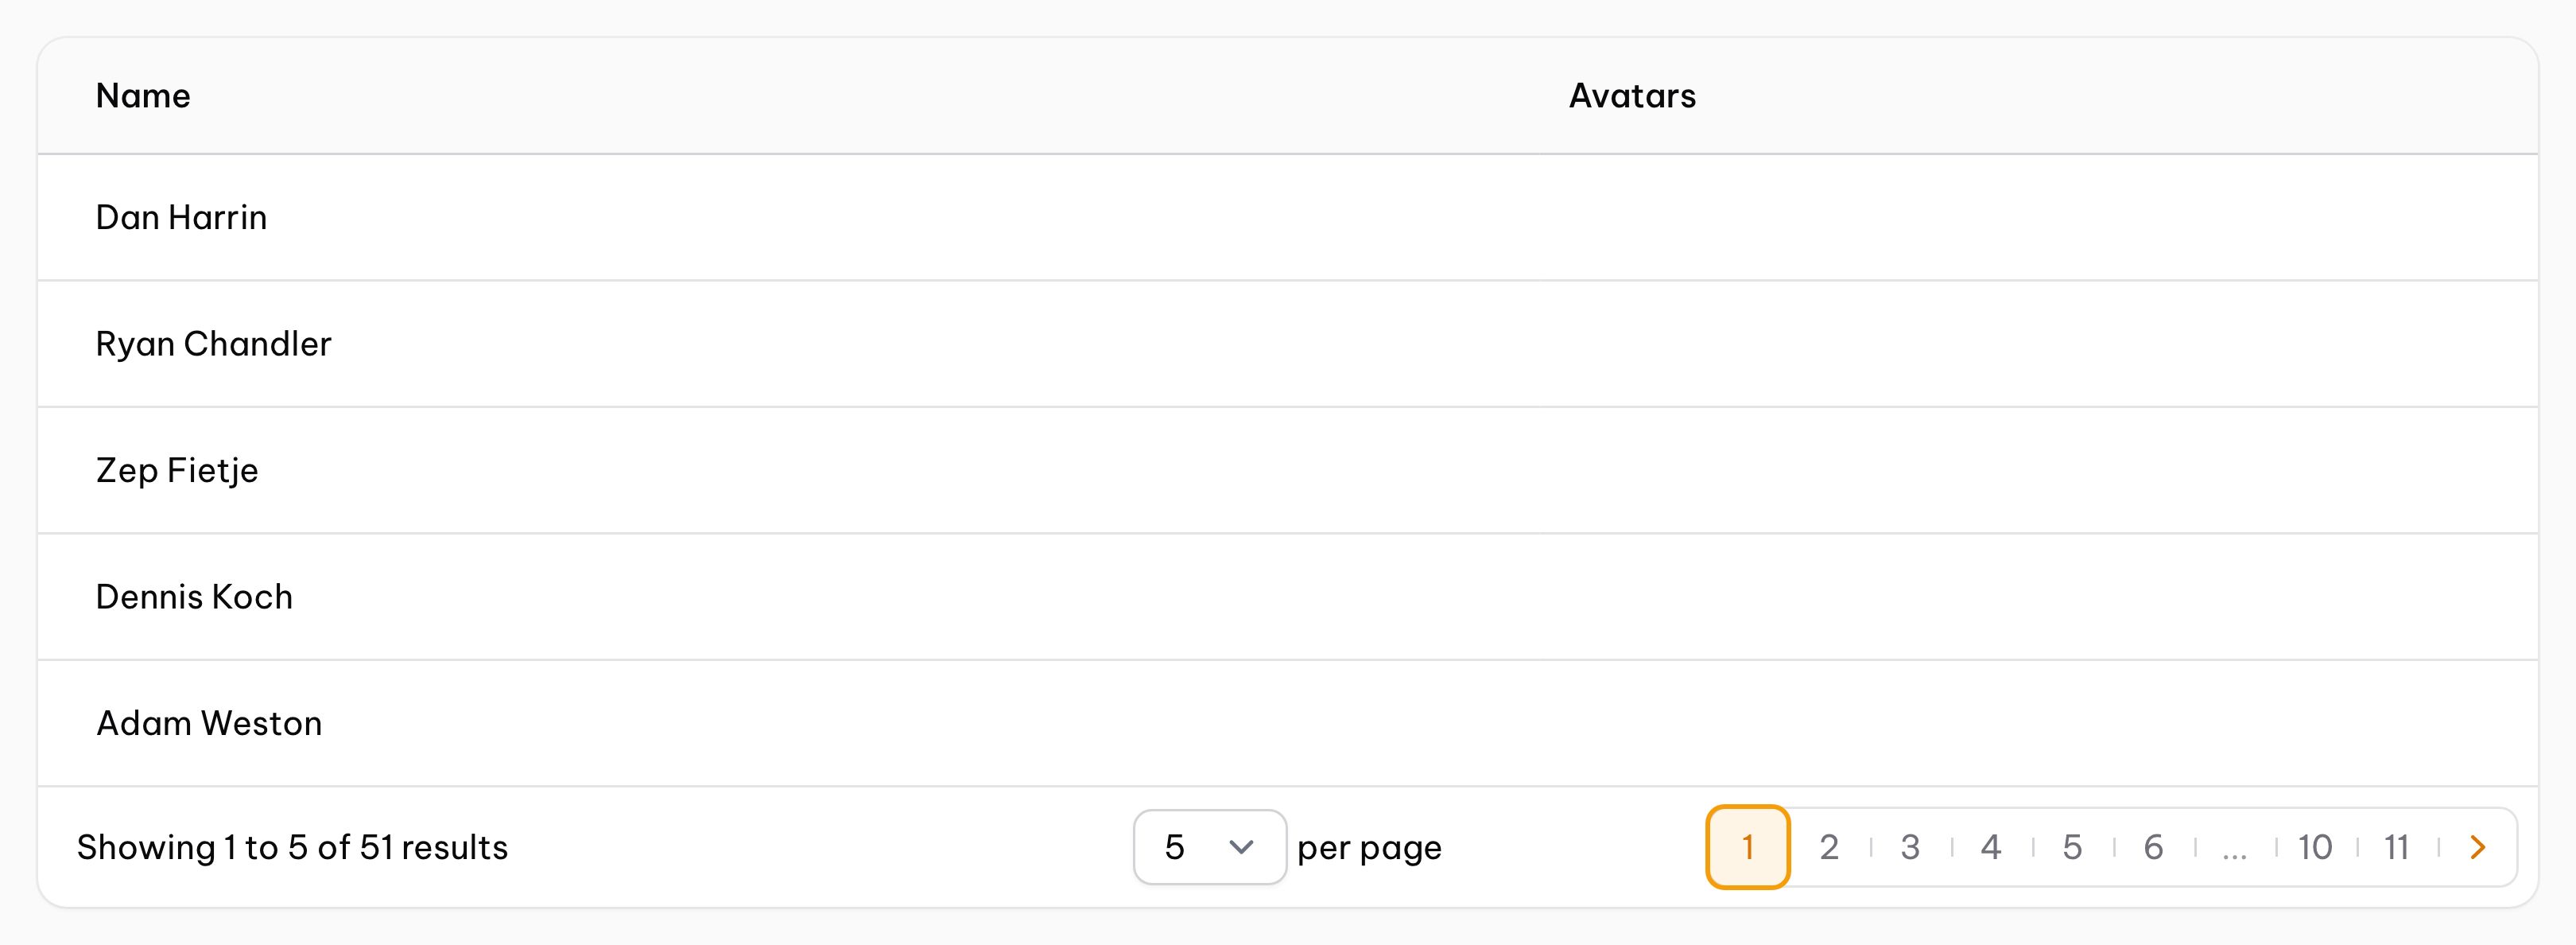 Name Avatars
Dan Harrin
Ryan Chandler
Zep Fietje
Dennis Koch
Adam Weston
Showing 1 to 5 of 51 results 5 per page 1 2 3 4 5 6 ... 10 11